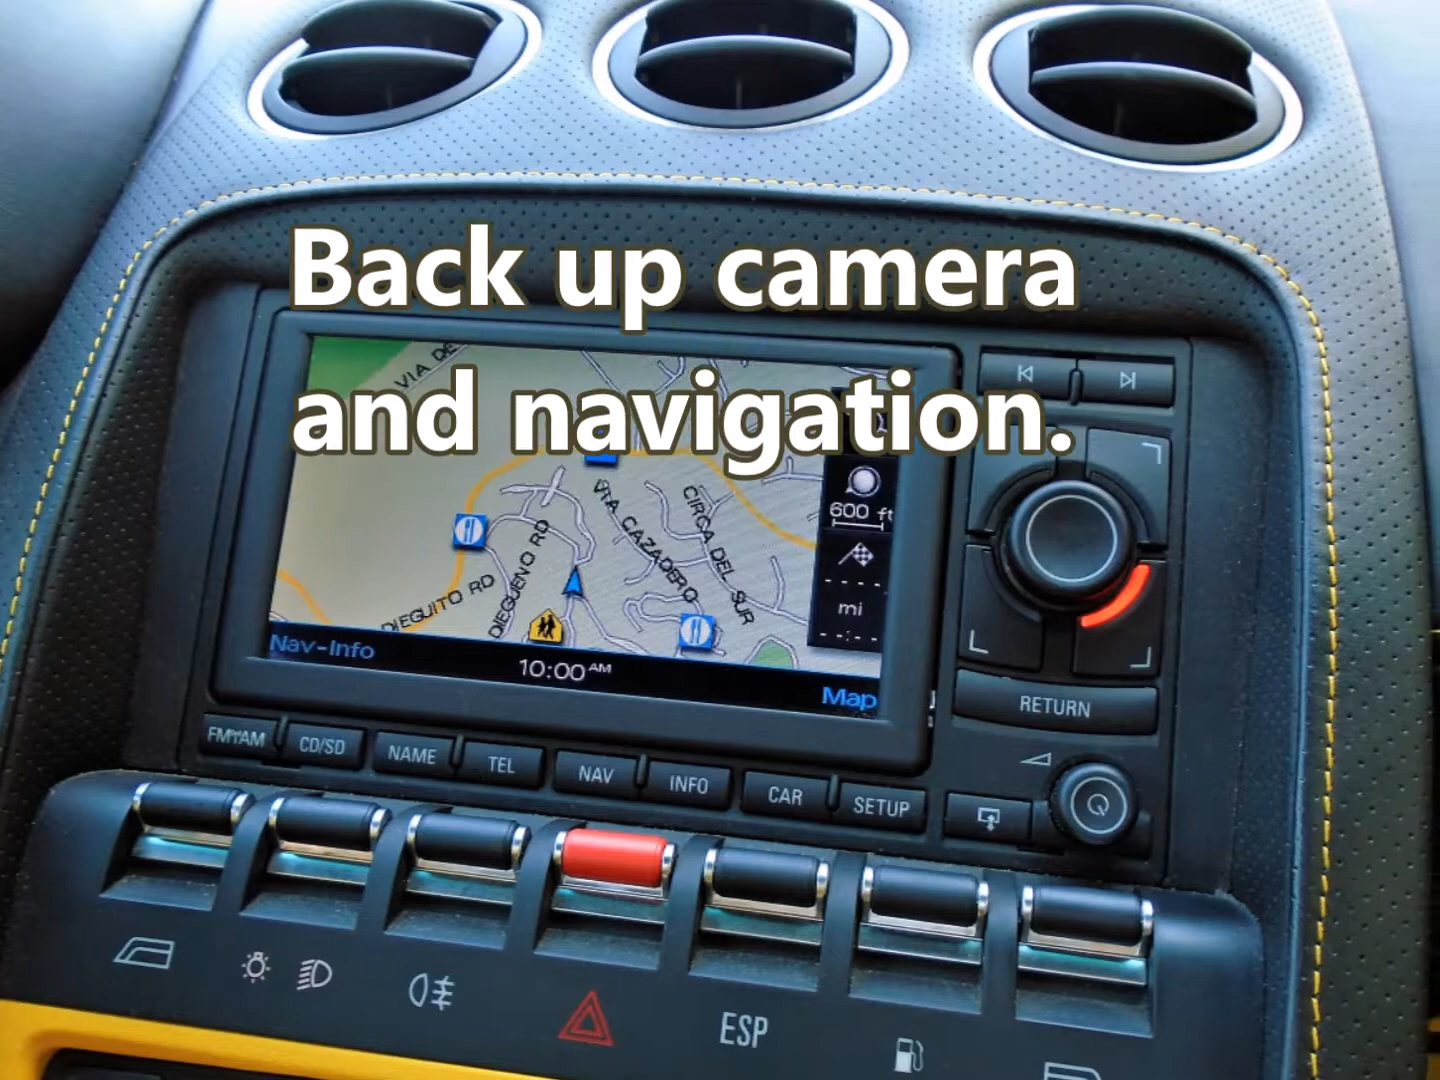 Back up camera
and navigation.
VIA DE
VIA CAZADERO
CIRCA DEL SUR
600 ft
DIEGUITO RD
DIEGUENO RD
mi
Nav-Info
10:00 AM
Map
RETURN
FM/AM
CD/SD
NAME
TEL
NAV
INFO
CAR
SETUP
ESP